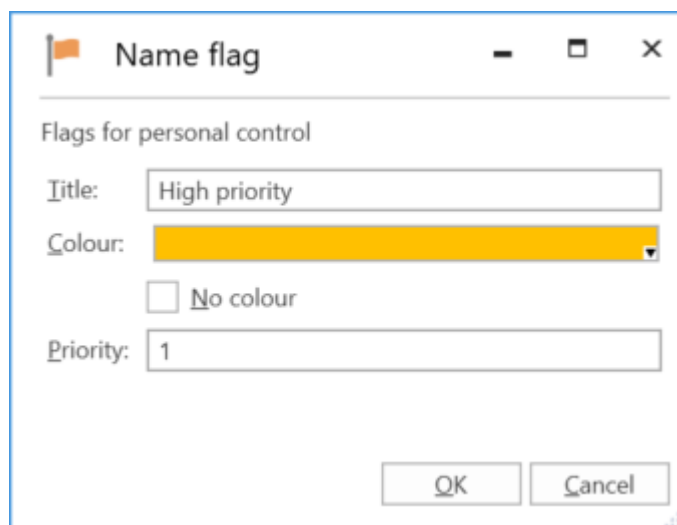 Name flag
Flags for personal control
Title: High priority
Colour:
No colour
Priority: 1
OK Cancel